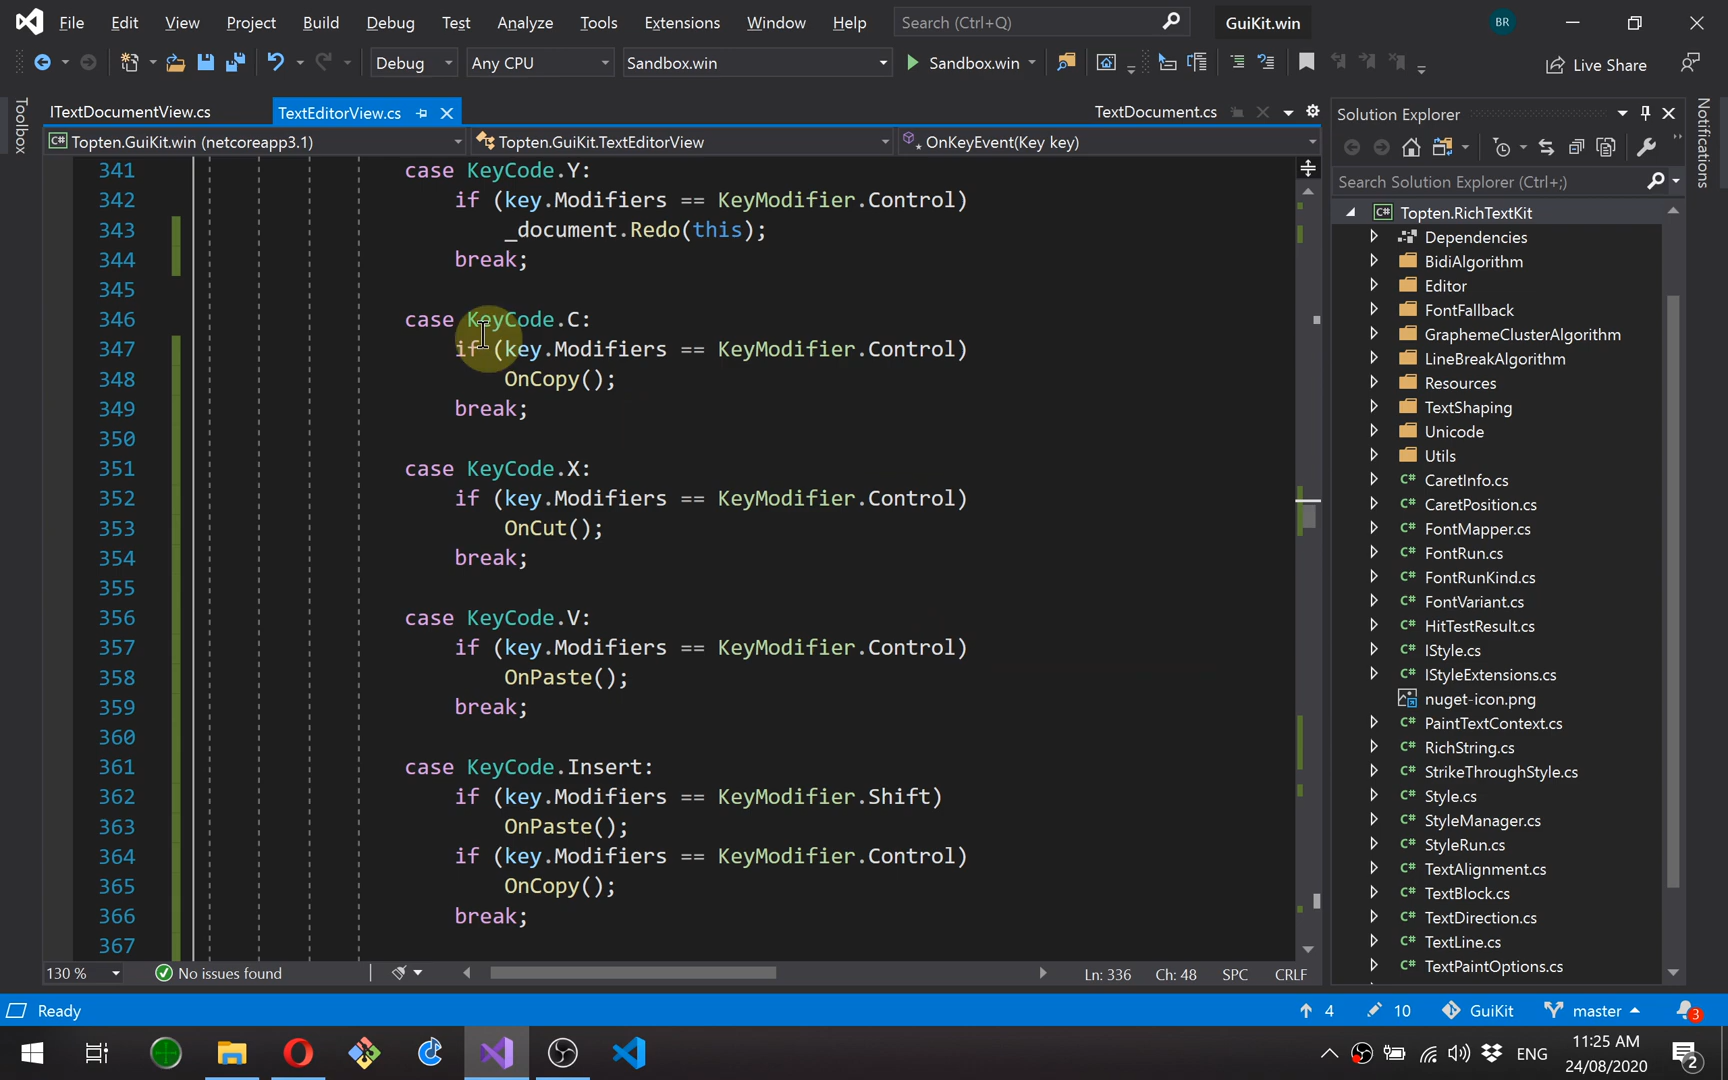 File Edit View Project Build Debug Test Analyze Tools Extensions Window Help Search (Ctrl+Q) GuiKit.win BR
Debug Any CPU Sandbox.win Sandbox.win Live Share
Toolbox
ITextDocumentView.cs TextEditorView.cs TextDocument.cs
Topten.GuiKit.win (netcoreapp3.1) Topten.GuiKit.TextEditorView OnKeyEvent(Key key)
341 case KeyCode.Y:
342 if (key.Modifiers == KeyModifier.Control)
343 _document.Redo(this);
344 break;
345
346 case KeyCode.C:
347 if (key.Modifiers == KeyModifier.Control)
348 OnCopy();
349 break;
350
351 case KeyCode.X:
352 if (key.Modifiers == KeyModifier.Control)
353 OnCut();
354 break;
355
356 case KeyCode.V:
357 if (key.Modifiers == KeyModifier.Control)
358 OnPaste();
359 break;
360
361 case KeyCode.Insert:
362 if (key.Modifiers == KeyModifier.Shift)
363 OnPaste();
364 if (key.Modifiers == KeyModifier.Control)
365 OnCopy();
366 break;
367
130 % No issues found Ln: 336 Ch: 48 SPC CRLF
Solution Explorer
Search Solution Explorer (Ctrl+;)
C# Topten.RichTextKit
Dependencies
BidiAlgorithm
Editor
FontFallback
GraphemeClusterAlgorithm
LineBreakAlgorithm
Resources
TextShaping
Unicode
Utils
C# CaretInfo.cs
C# CaretPosition.cs
C# FontMapper.cs
C# FontRun.cs
C# FontRunKind.cs
C# FontVariant.cs
C# HitTestResult.cs
C# IStyle.cs
C# IStyleExtensions.cs
nuget-icon.png
C# PaintTextContext.cs
C# RichString.cs
C# StrikeThroughStyle.cs
C# Style.cs
C# StyleManager.cs
C# StyleRun.cs
C# TextAlignment.cs
C# TextBlock.cs
C# TextDirection.cs
C# TextLine.cs
C# TextPaintOptions.cs
Notifications
Ready 4 10 GuiKit master 3
ENG 11:25 AM
24/08/2020 2